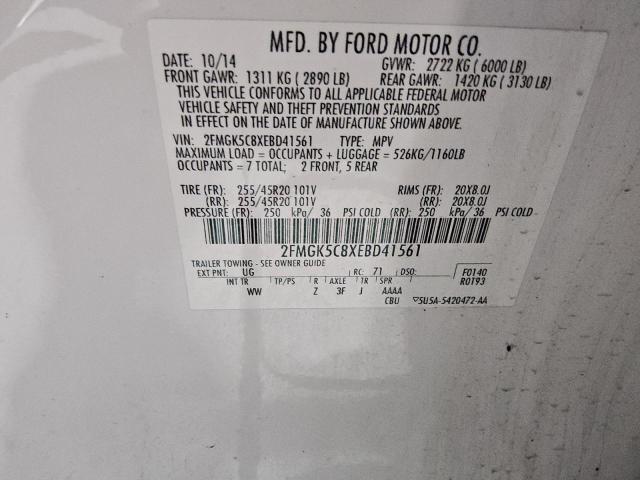 MFD. BY FORD MOTOR CO.
DATE: 10/14 GVWR: 2722 KG ( 6000 LB)
FRONT GAWR: 1311 KG ( 2890 LB) REAR GAWR: 1420 KG ( 3130 LB)
THIS VEHICLE CONFORMS TO ALL APPLICABLE FEDERAL MOTOR
VEHICLE SAFETY AND THEFT PREVENTION STANDARDS
IN EFFECT ON THE DATE OF MANUFACTURE SHOWN ABOVE.
VIN: 2FMGK5C8XEBD41561 TYPE: MPV
MAXIMUM LOAD = OCCUPANTS + LUGGAGE = 526KG/1160LB
OCCUPANTS = 7 TOTAL; 2 FRONT, 5 REAR
TIRE (FR): 255/45R20 101V RIMS (FR): 20X8.0J
(RR): 255/45R20 101V (RR): 20X8.0J
PRESSURE (FR): 250 kPa/ 36 PSI COLD (RR): 250 kPa/ 36 PSI COLD
2FMGK5C8XEBD41561
TRAILER TOWING - SEE OWNER GUIDE
EXT PNT: UG RC: 71 DSO: F0140
INT TR TP/PS R AXLE TR SPR R0193
WW Z 3F J AAAA
CBU 5U5A-5420472-AA